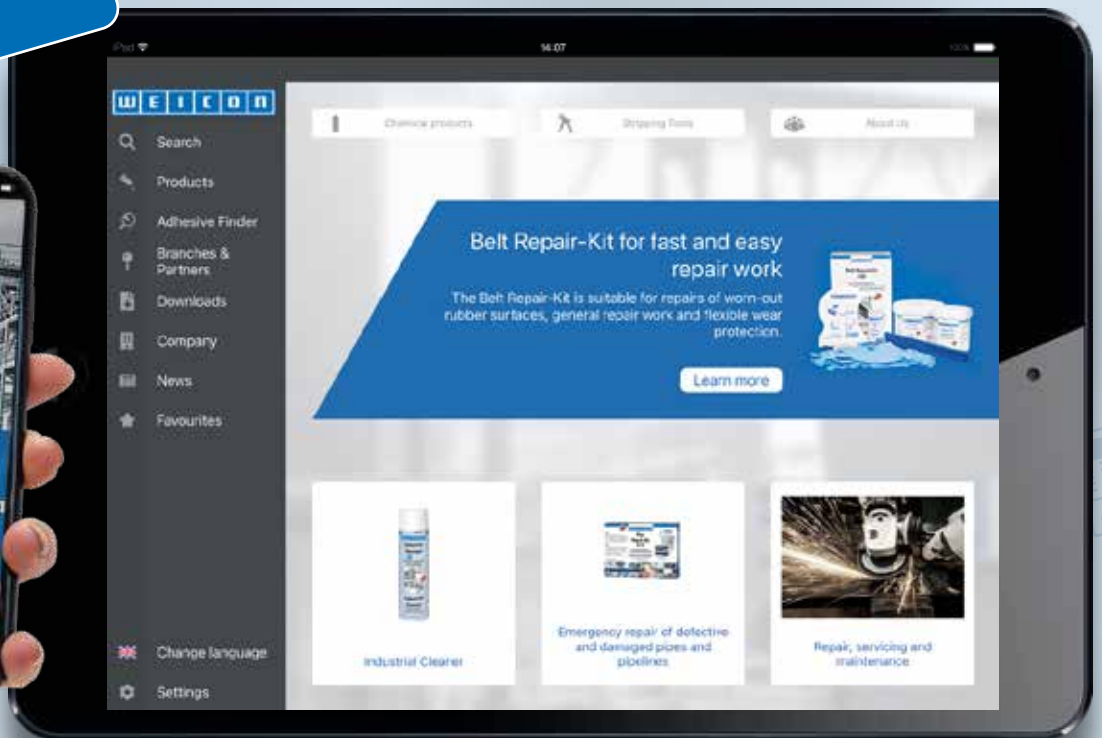 iPad
14:07
100%
WEICON
Search
Products
Adhesive Finder
Branches &
Partners
Downloads
Company
News
Favourites
Change language
Settings
Chemical products
Stripping Tools
About Us
Belt Repair-Kit for fast and easy
repair work
The Belt Repair-Kit is suitable for repairs of worn-out
rubber surfaces, general repair work and flexible wear
protection.
Learn more
Industrial Cleaner
Emergency repair of defective
and damaged pipes and
pipelines
Repair, servicing and
maintenance